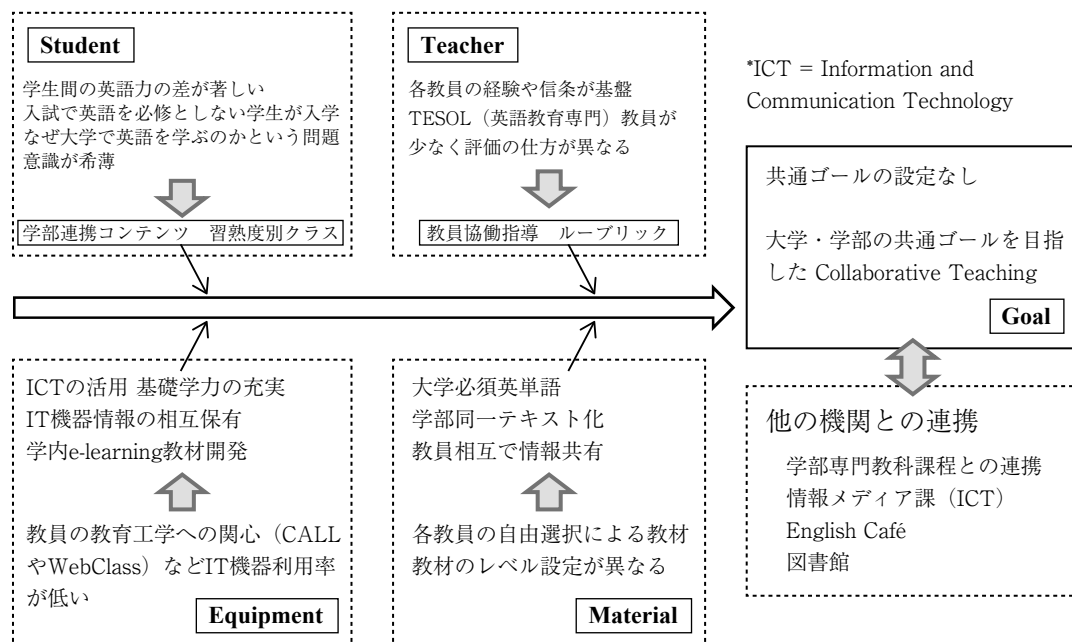 Student
学生間の英語力の差が著しい
入試で英語を必修としない学生が入学
なぜ大学で英語を学ぶのかという問題
意識が希薄
学部連携コンテンツ　習熟度別クラス
Teacher
各教員の経験や信条が基盤
TESOL（英語教育専門）教員が
少なく評価の仕方が異なる
教員協働指導　ルーブリック
*ICT = Information and
Communication Technology
共通ゴールの設定なし
大学・学部の共通ゴールを目指
した Collaborative Teaching
Goal
ICTの活用 基礎学力の充実
IT機器情報の相互保有
学内e-learning教材開発
教員の教育工学への関心（CALL
やWebClass）などIT機器利用率
が低い
Equipment
大学必須英単語
学部同一テキスト化
教員相互で情報共有
各教員の自由選択による教材
教材のレベル設定が異なる
Material
他の機関との連携
学部専門教科課程との連携
情報メディア課（ICT）
English Café
図書館